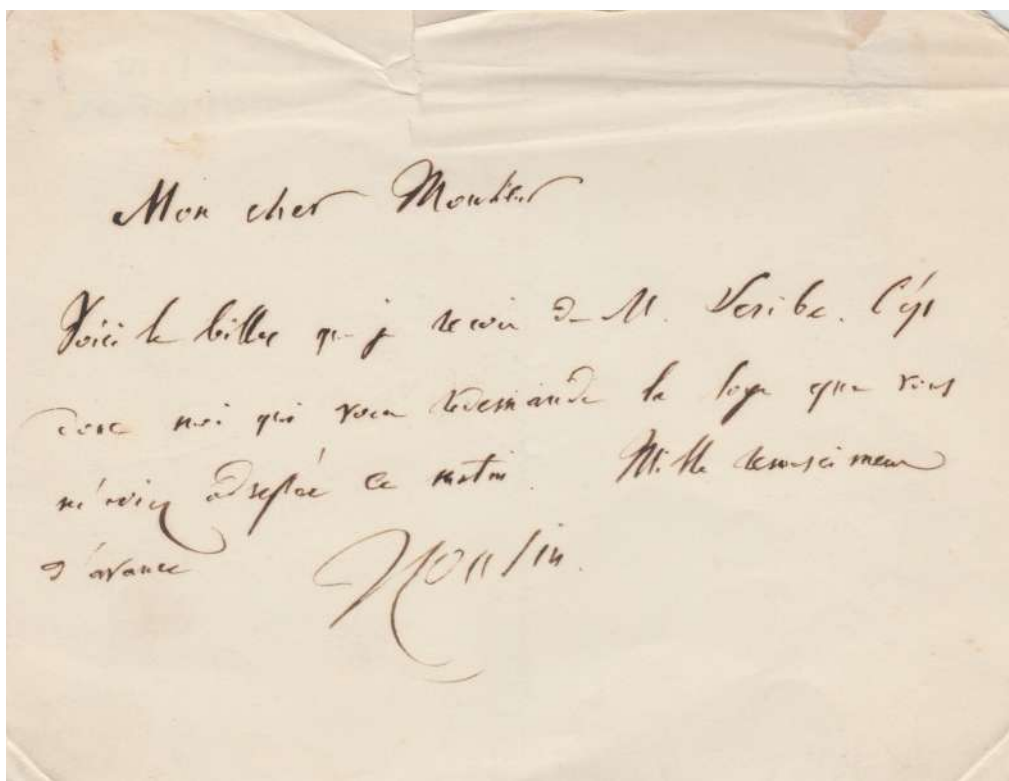 Mon cher Monsieur
Voici le billet que je reçois de M. Scribe. C'est
donc moi qui vous redemande la loge que vous
m'aviez adressée ce matin. Mille remerciemens
d'avance